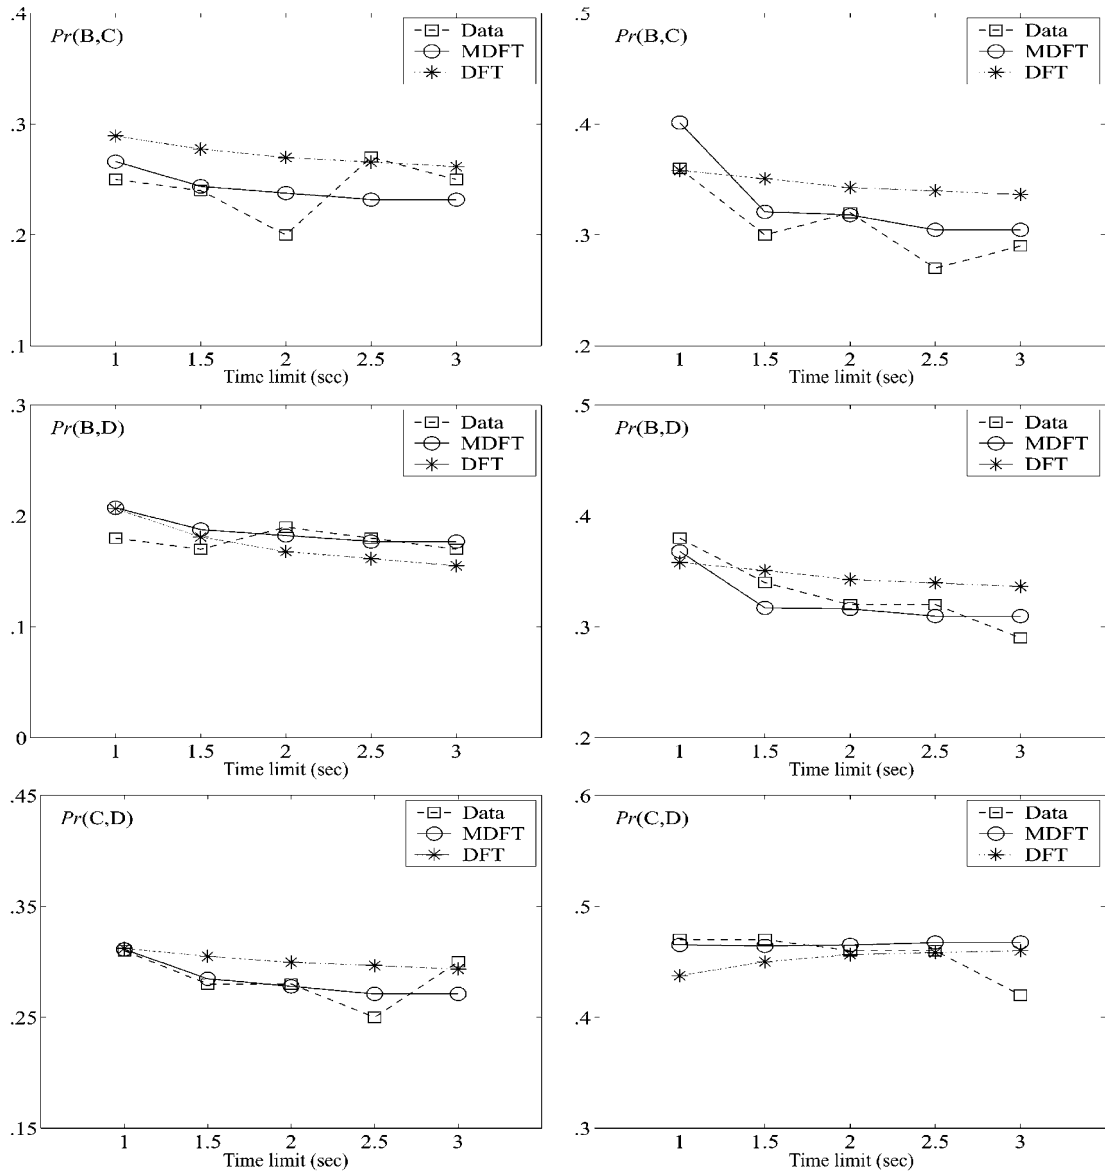 .4
Pr(B,C)
Data
MDFT
DFT
.3
.2
.1
1 1.5 2 2.5 3
Time limit (sec)
.5
Pr(B,C)
Data
MDFT
DFT
.4
.3
.2
1 1.5 2 2.5 3
Time limit (sec)
.3
Pr(B,D)
Data
MDFT
DFT
.2
.1
0
1 1.5 2 2.5 3
Time limit (sec)
.5
Pr(B,D)
Data
MDFT
DFT
.4
.3
.2
1 1.5 2 2.5 3
Time limit (sec)
.45
Pr(C,D)
Data
MDFT
DFT
.35
.25
.15
1 1.5 2 2.5 3
Time limit (sec)
.6
Pr(C,D)
Data
MDFT
DFT
.5
.4
.3
1 1.5 2 2.5 3
Time limit (sec)